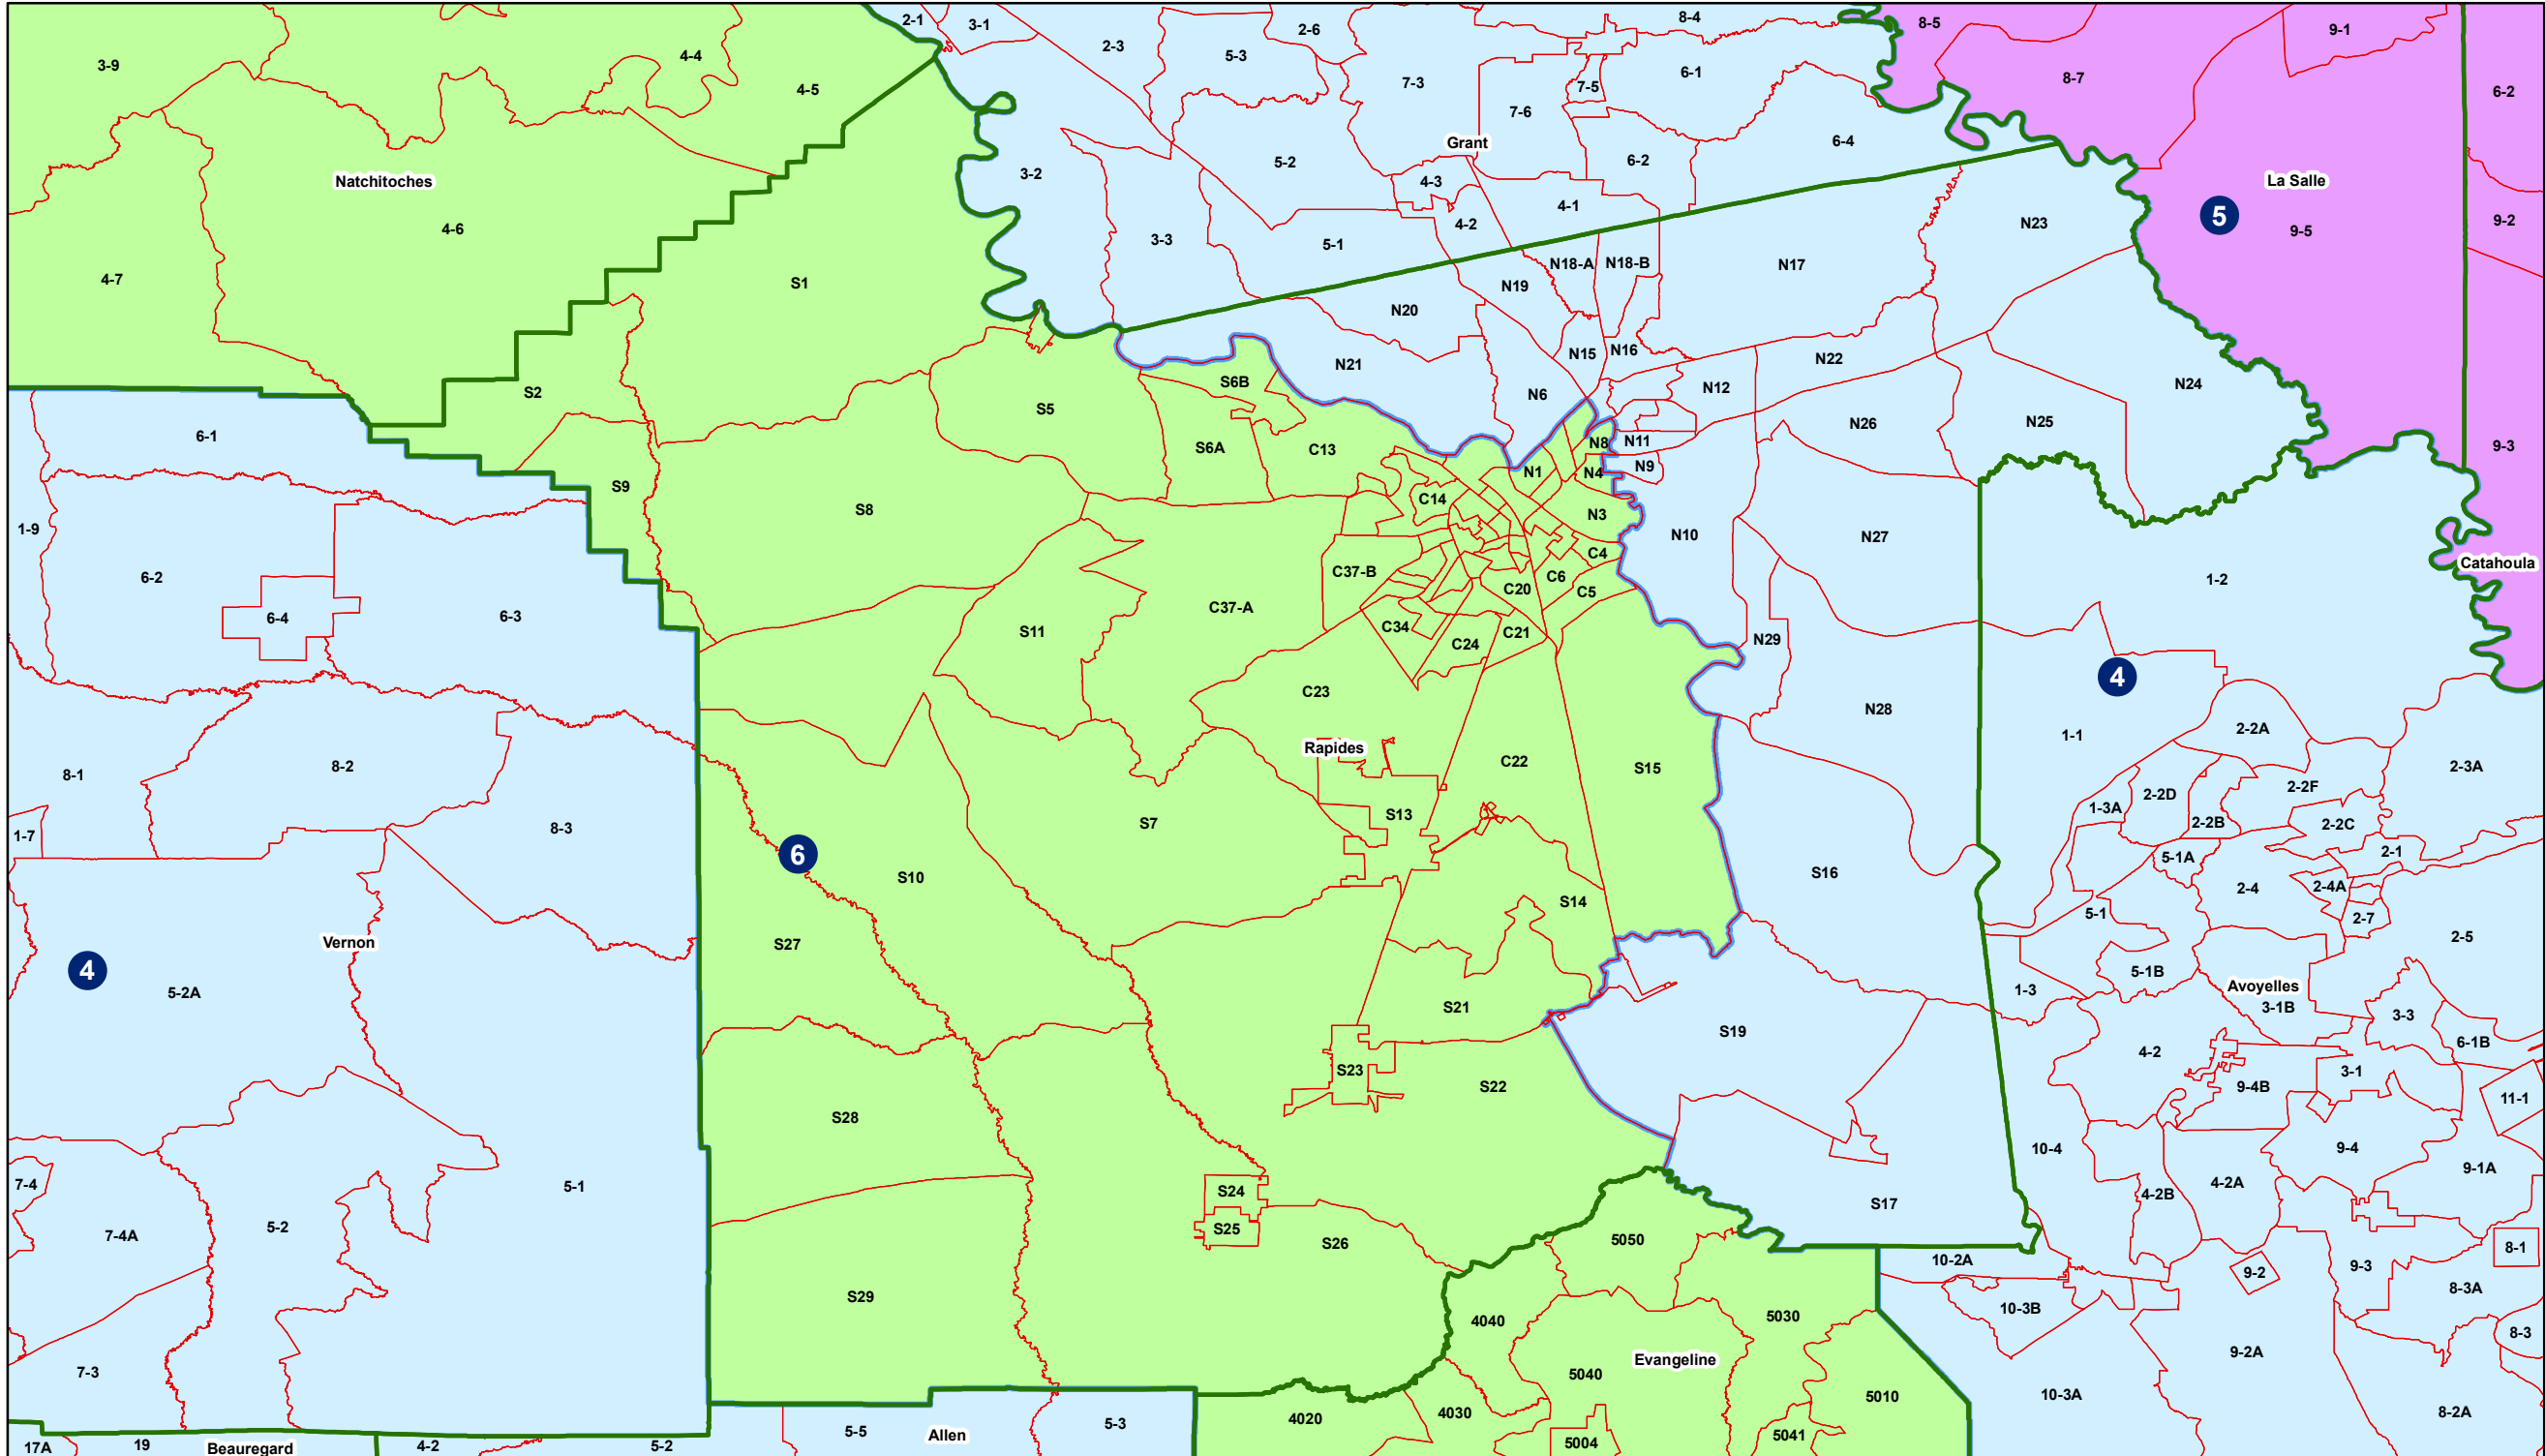 2-1
3-1
2-3
2-6
8-4
8-5
9-1
3-9
4-4
5-3
6-1
7-3
7-5
8-7
6-2
4-5
7-6
Grant
6-4
5-2
6-2
Natchitoches
4-3
3-2
La Salle
4-1
5
4-6
4-2
N23
9-2
3-3
5-1
9-5
4-7
S1
N18-A
N18-B
N17
N19
N20
N15
N16
N22
N21
S6B
N12
N24
S2
N6
S5
N25
N26
6-1
S6A
C13
N8
N11
9-3
N1
N4
N9
S9
C14
S8
N3
1-9
N10
N27
C4
Catahoula
6-2
C37-B
C6
1-2
C20
C5
C37-A
6-4
6-3
S11
C34
C21
C24
N29
4
C23
N28
2-2A
1-1
Rapides
8-2
C22
S15
2-3A
8-1
2-2D
2-2F
1-3A
S13
S7
2-2B
2-2C
8-3
1-7
6
2-1
5-1A
S10
S16
2-4A
2-4
S14
5-1
2-7
2-5
Vernon
S27
4
5-1B
5-2A
1-3
Avoyelles
3-1B
S21
3-3
S19
6-1B
4-2
S23
3-1
S22
9-4B
11-1
S28
10-4
9-4
9-1A
7-4
5-1
S24
4-2A
4-2B
S17
5-2
S25
7-4A
5050
S26
8-1
10-2A
9-3
9-2
8-3A
S29
10-3B
5030
4040
8-3
9-2A
Evangeline
7-3
5040
10-3A
5010
8-2A
4030
4020
5-3
5-5
Allen
5041
5004
17A
19
Beauregard
4-2
5-2